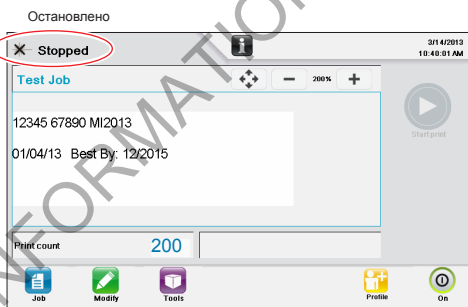 Остановлено
Stopped
3/14/2013
10:40:01 AM
Test Job
200%
12345 67890 MI2013
Start print
01/04/13 Best By: 12/2015
Print count
200
Job
Modify
Tools
Profile
On